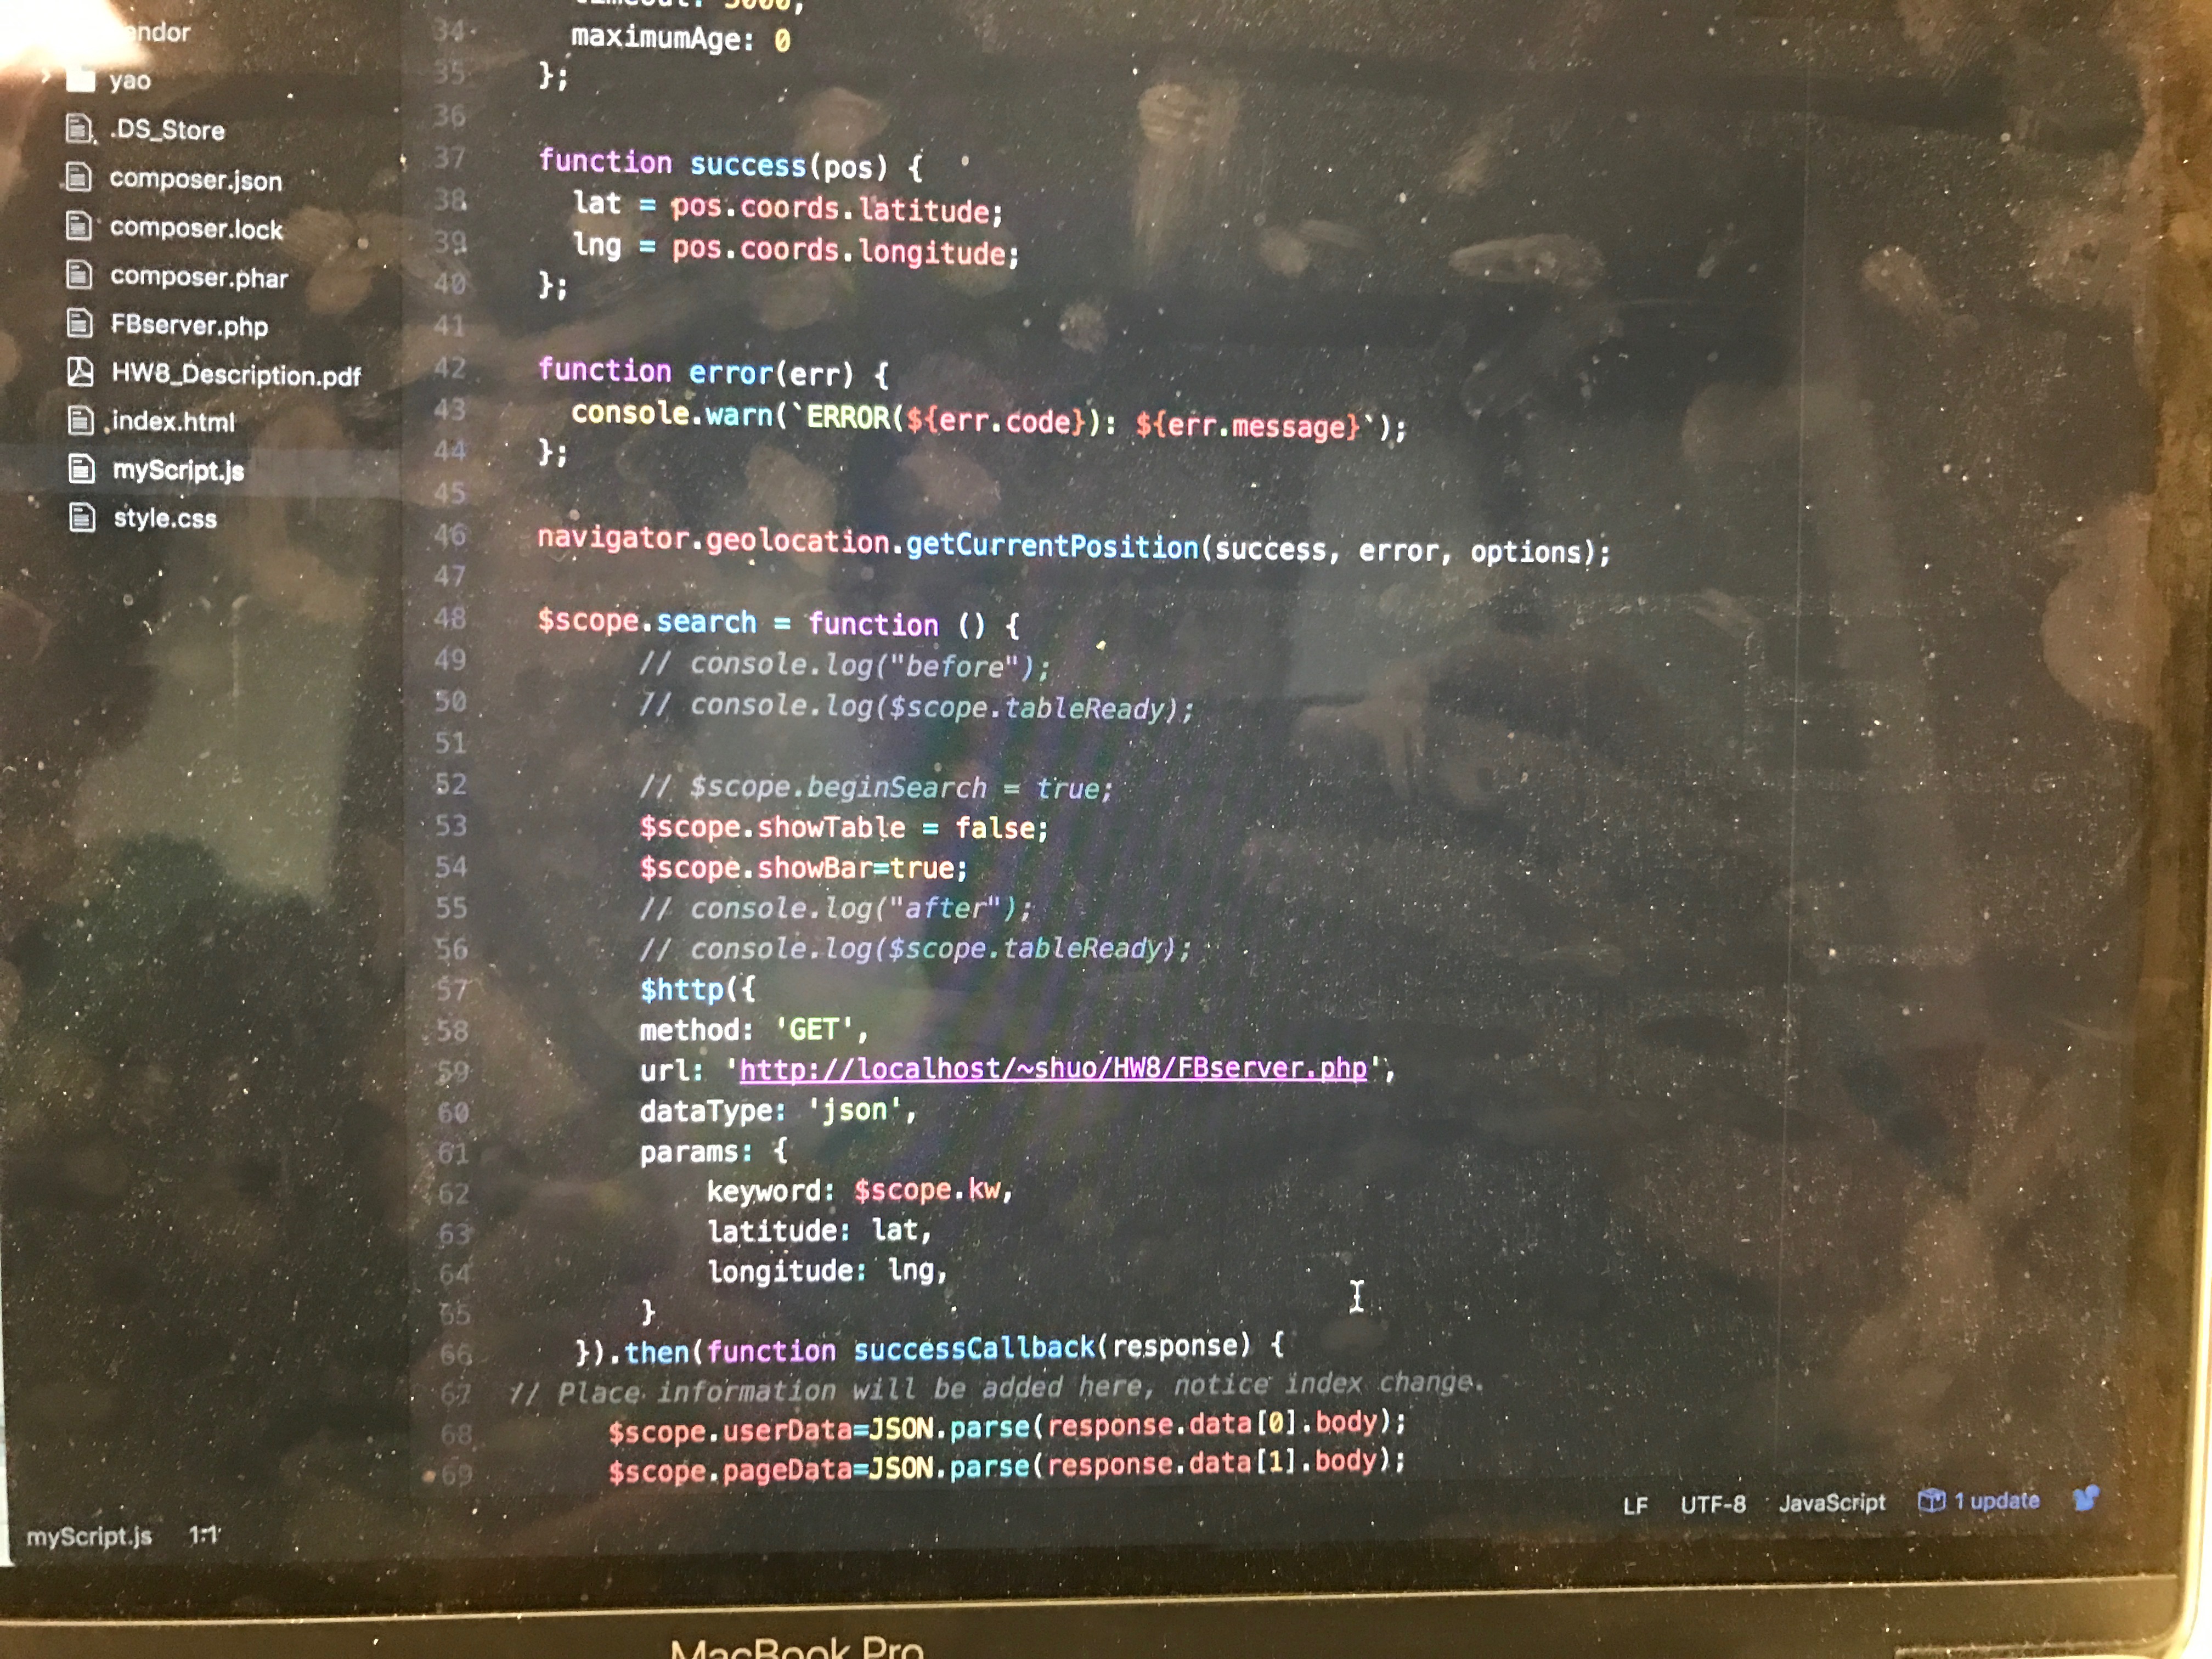 endor
yao
.DS_Store
composer.json
composer.lock
composer.phar
FBserver.php
HW8_Description.pdf
index.html
myScript.js
style.css
timeout: 5000,
34 maximumAge: 0
35 };
36
37 function success(pos) {
38 lat = pos.coords.latitude;
39 lng = pos.coords.longitude;
40 };
41
42 function error(err) {
43 console.warn(`ERROR(${err.code}): ${err.message}`);
44 };
45
46 navigator.geolocation.getCurrentPosition(success, error, options);
47
48 $scope.search = function () {
49 // console.log("before");
50 // console.log($scope.tableReady);
51
52 // $scope.beginSearch = true;
53 $scope.showTable = false;
54 $scope.showBar=true;
55 // console.log("after");
56 // console.log($scope.tableReady);
57 $http({
58 method: 'GET',
59 url: 'http://localhost/~shuo/HW8/FBserver.php',
60 dataType: 'json',
61 params: {
62 keyword: $scope.kw,
63 latitude: lat,
64 longitude: lng,
65 }
66 }).then(function successCallback(response) {
67 // Place information will be added here, notice index change.
68 $scope.userData=JSON.parse(response.data[0].body);
69 $scope.pageData=JSON.parse(response.data[1].body);
myScript.js 1:1
LF UTF-8 JavaScript 1 update
MacBook Pro